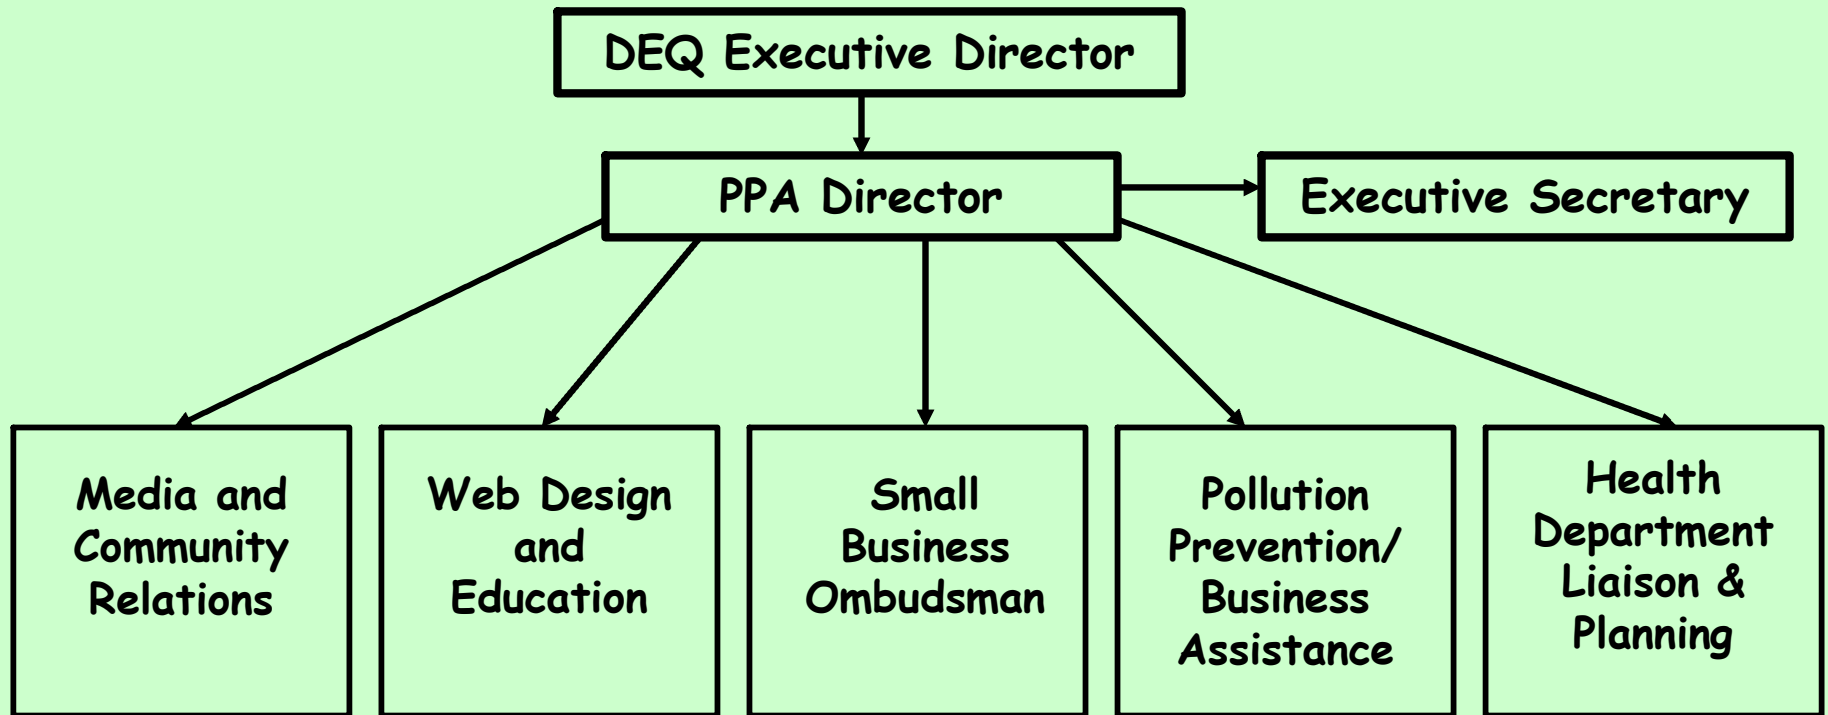 DEQ Executive Director
PPA Director
Executive Secretary
Media and
Community
Relations
Web Design
and
Education
Small
Business
Ombudsman
Pollution
Prevention/
Business
Assistance
Health
Department
Liaison &
Planning